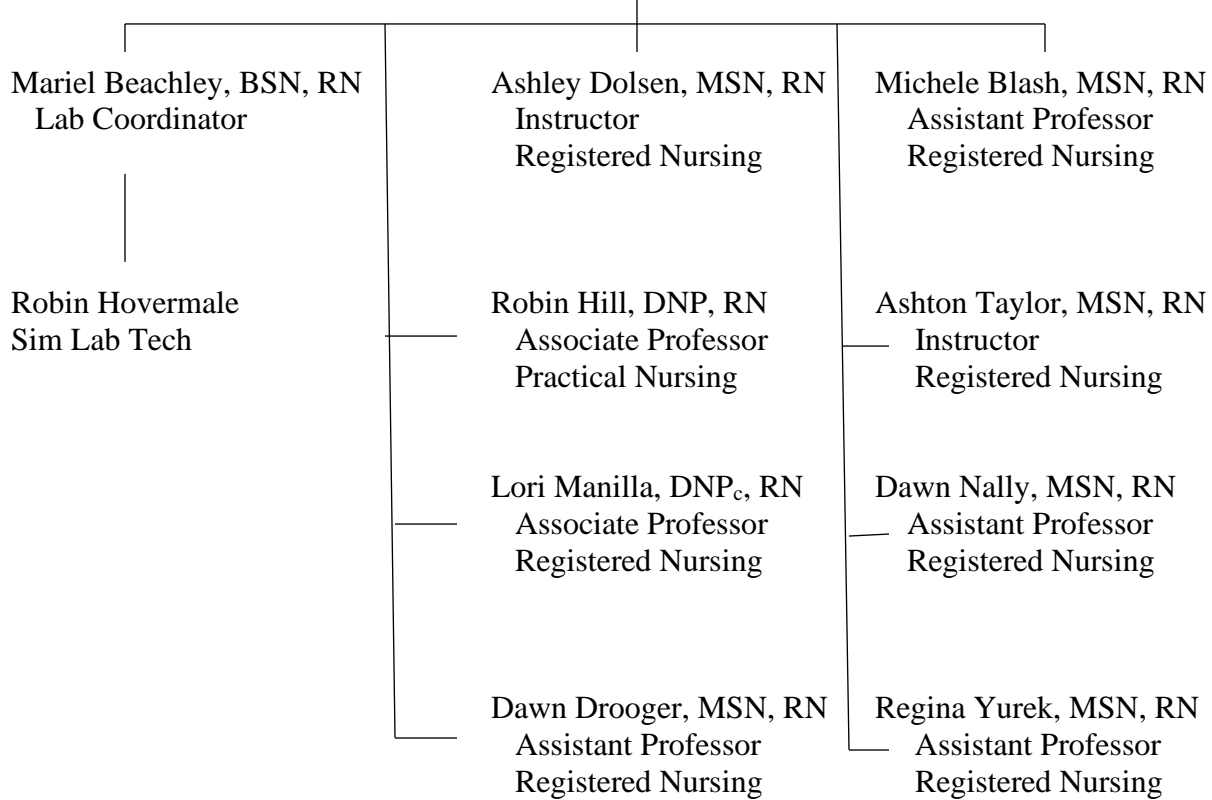 Mariel Beachley, BSN, RN
Lab Coordinator
Ashley Dolsen, MSN, RN
Instructor
Registered Nursing
Michele Blash, MSN, RN
Assistant Professor
Registered Nursing
Robin Hovermale
Sim Lab Tech
Robin Hill, DNP, RN
Associate Professor
Practical Nursing
Ashton Taylor, MSN, RN
Instructor
Registered Nursing
Lori Manilla, DNPc, RN
Associate Professor
Registered Nursing
Dawn Nally, MSN, RN
Assistant Professor
Registered Nursing
Dawn Drooger, MSN, RN
Assistant Professor
Registered Nursing
Regina Yurek, MSN, RN
Assistant Professor
Registered Nursing